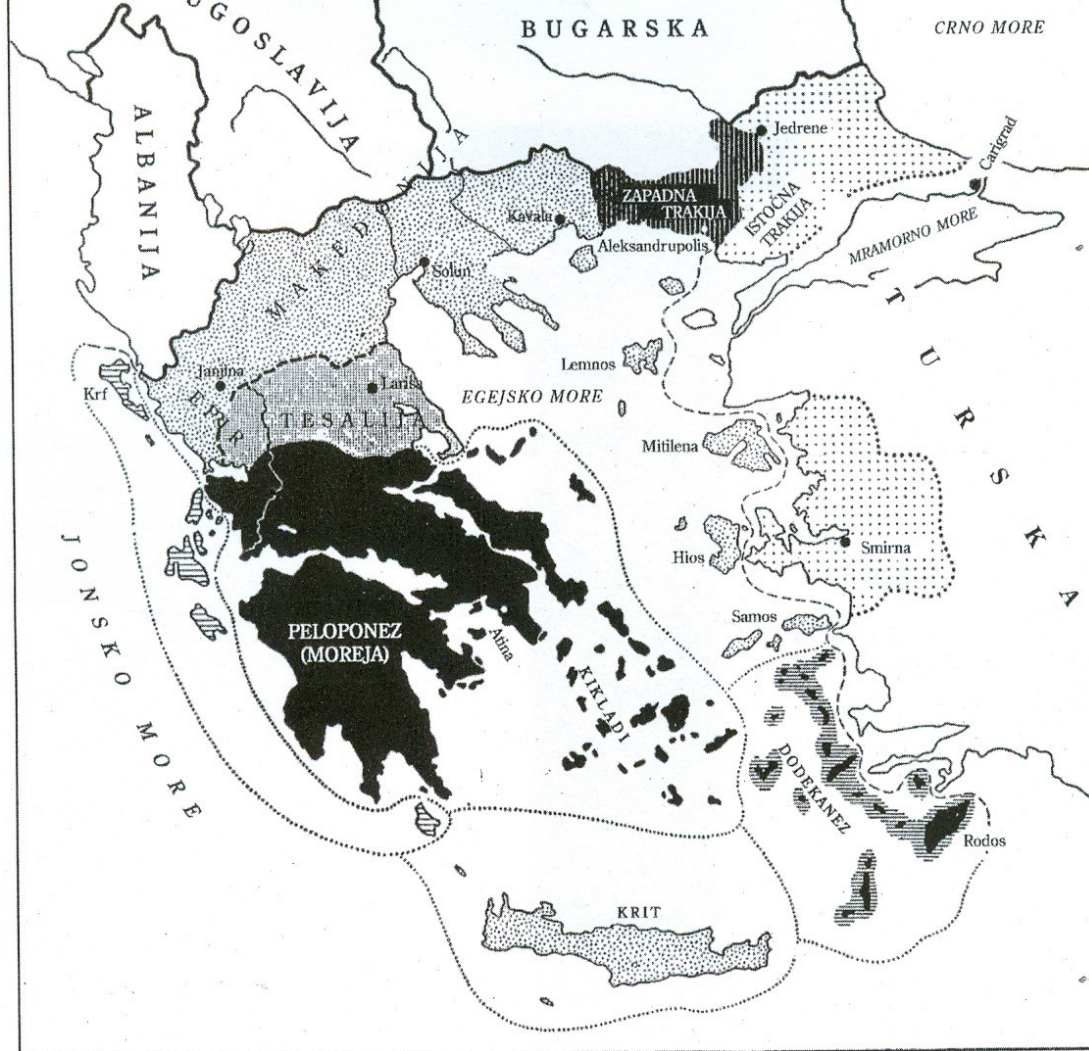 UGOSLAVIJA
BUGARSKA
CRNO MORE
ALBANIJA
Jedrene
Carigrad
ZAPADNA
TRAKIJA
ISTOČNA
TRAKIJA
MRAMORNO MORE
Kavala
Aleksandrupolis
MAKEDONIJA
Solun
TURSKA
Lemnos
Janjina
Larisa
Krf
EPIR
TESALIJA
EGEJSKO MORE
Mitilena
Hios
Smirna
JONSKO MORE
Samos
PELOPONEZ
(MOREJA)
Atina
KIKLADI
DODEKANEZ
Rodos
KRIT